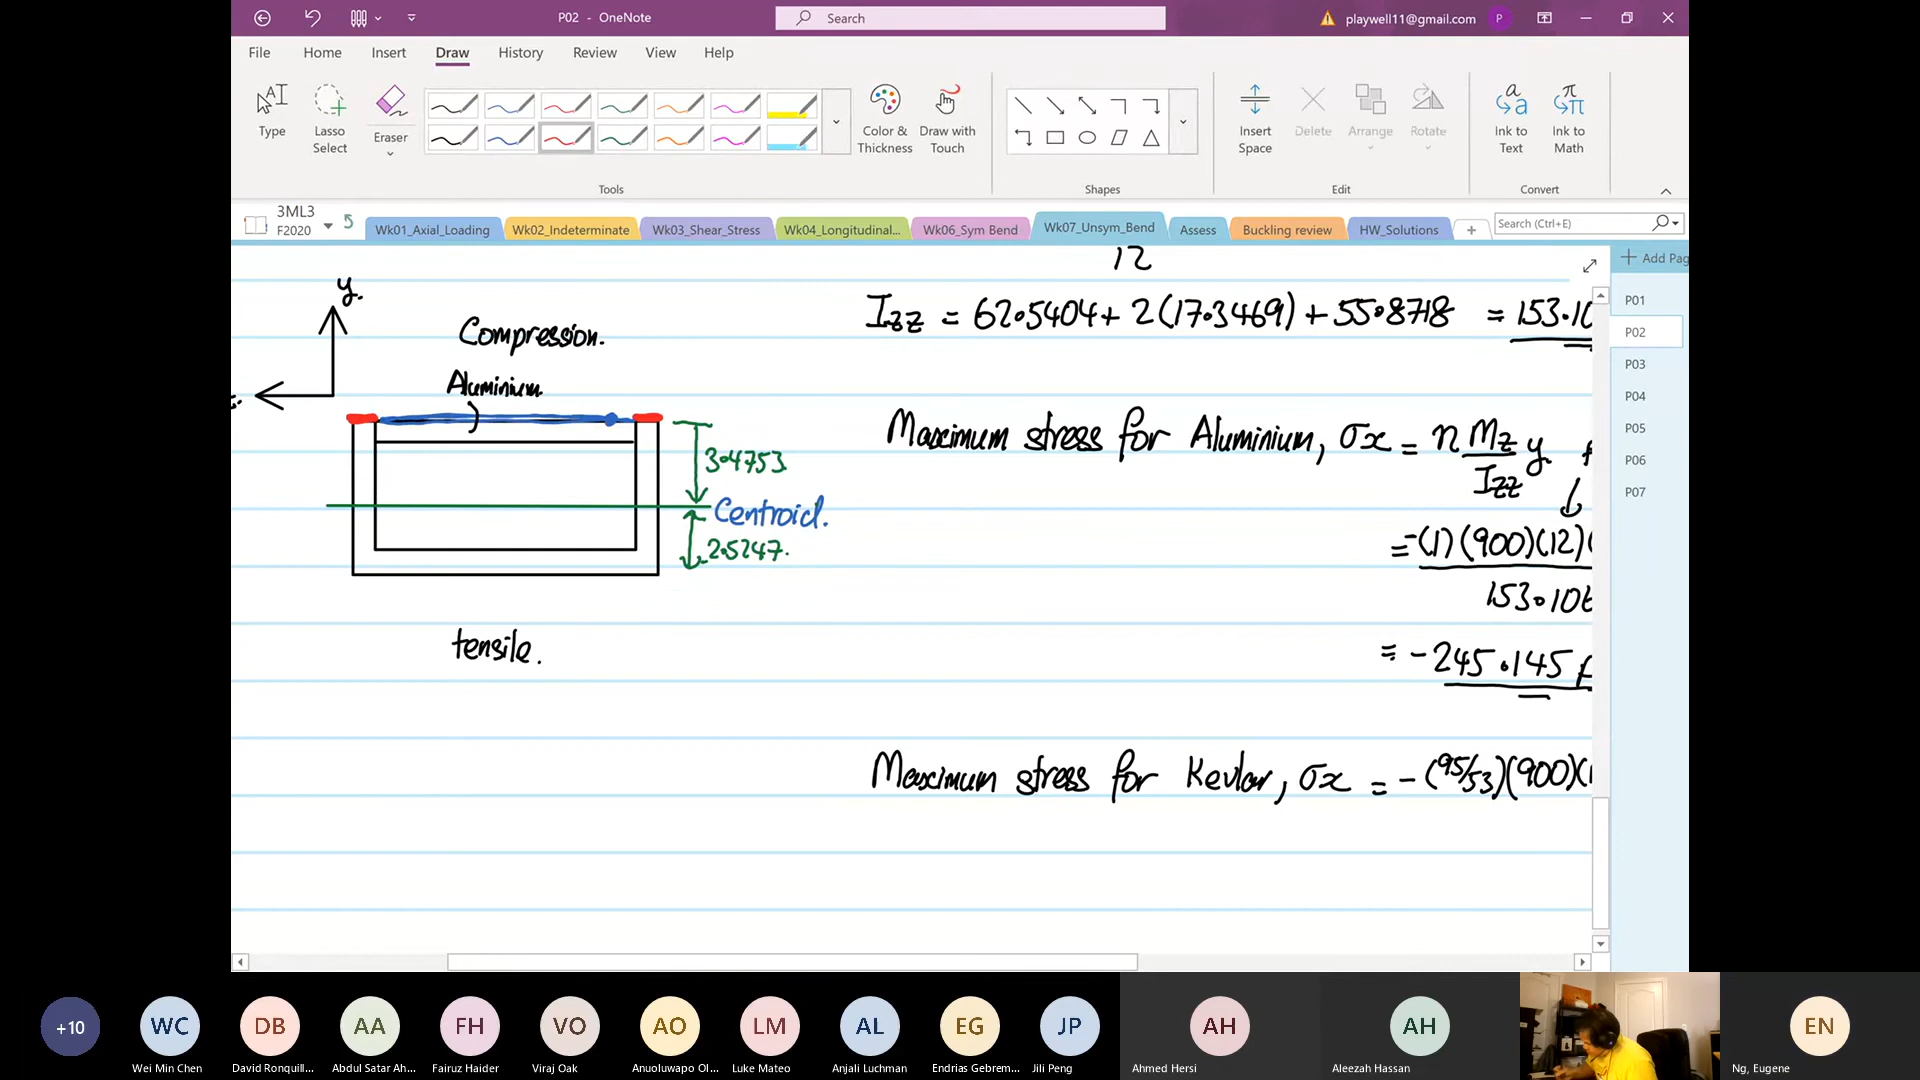 P02 - OneNote
Search
playwell11@gmail.com
P
File Home Insert Draw History Review View Help
Type
Lasso Select
Eraser
Color & Thickness
Draw with Touch
Insert Space
Delete
Arrange
Rotate
Ink to Text
Ink to Math
Tools
Shapes
Edit
Convert
3ML3
F2020
Wk01_Axial_Loading
Wk02_Indeterminate
Wk03_Shear_Stress
Wk04_Longitudinal...
Wk06_Sym Bend
Wk07_Unsym_Bend
Assess
Buckling review
HW_Solutions
Search (Ctrl+E)
Add Pag
P01
P02
P03
P04
P05
P06
P07
12
y.
Compression.
Aluminium
3.4753
Centroid.
2.5247.
tensile.
Izz = 62.5404 + 2(17.3469) + 55.8718 = 153.10
Maximum stress for Aluminium, σx = n Mz y
Izz
= -(1)(900)(12)(
153.106
= -245.145
Maximum stress for Kevlar, σx = -(95/53)(900)(1
+10
WC
DB
AA
FH
VO
AO
LM
AL
EG
JP
AH
AH
EN
Wei Min Chen
David Ronquill...
Abdul Satar Ah...
Fairuz Haider
Viraj Oak
Anuoluwapo Ol...
Luke Mateo
Anjali Luchman
Endrias Gebrem...
Jili Peng
Ahmed Hersi
Aleezah Hassan
Ng, Eugene